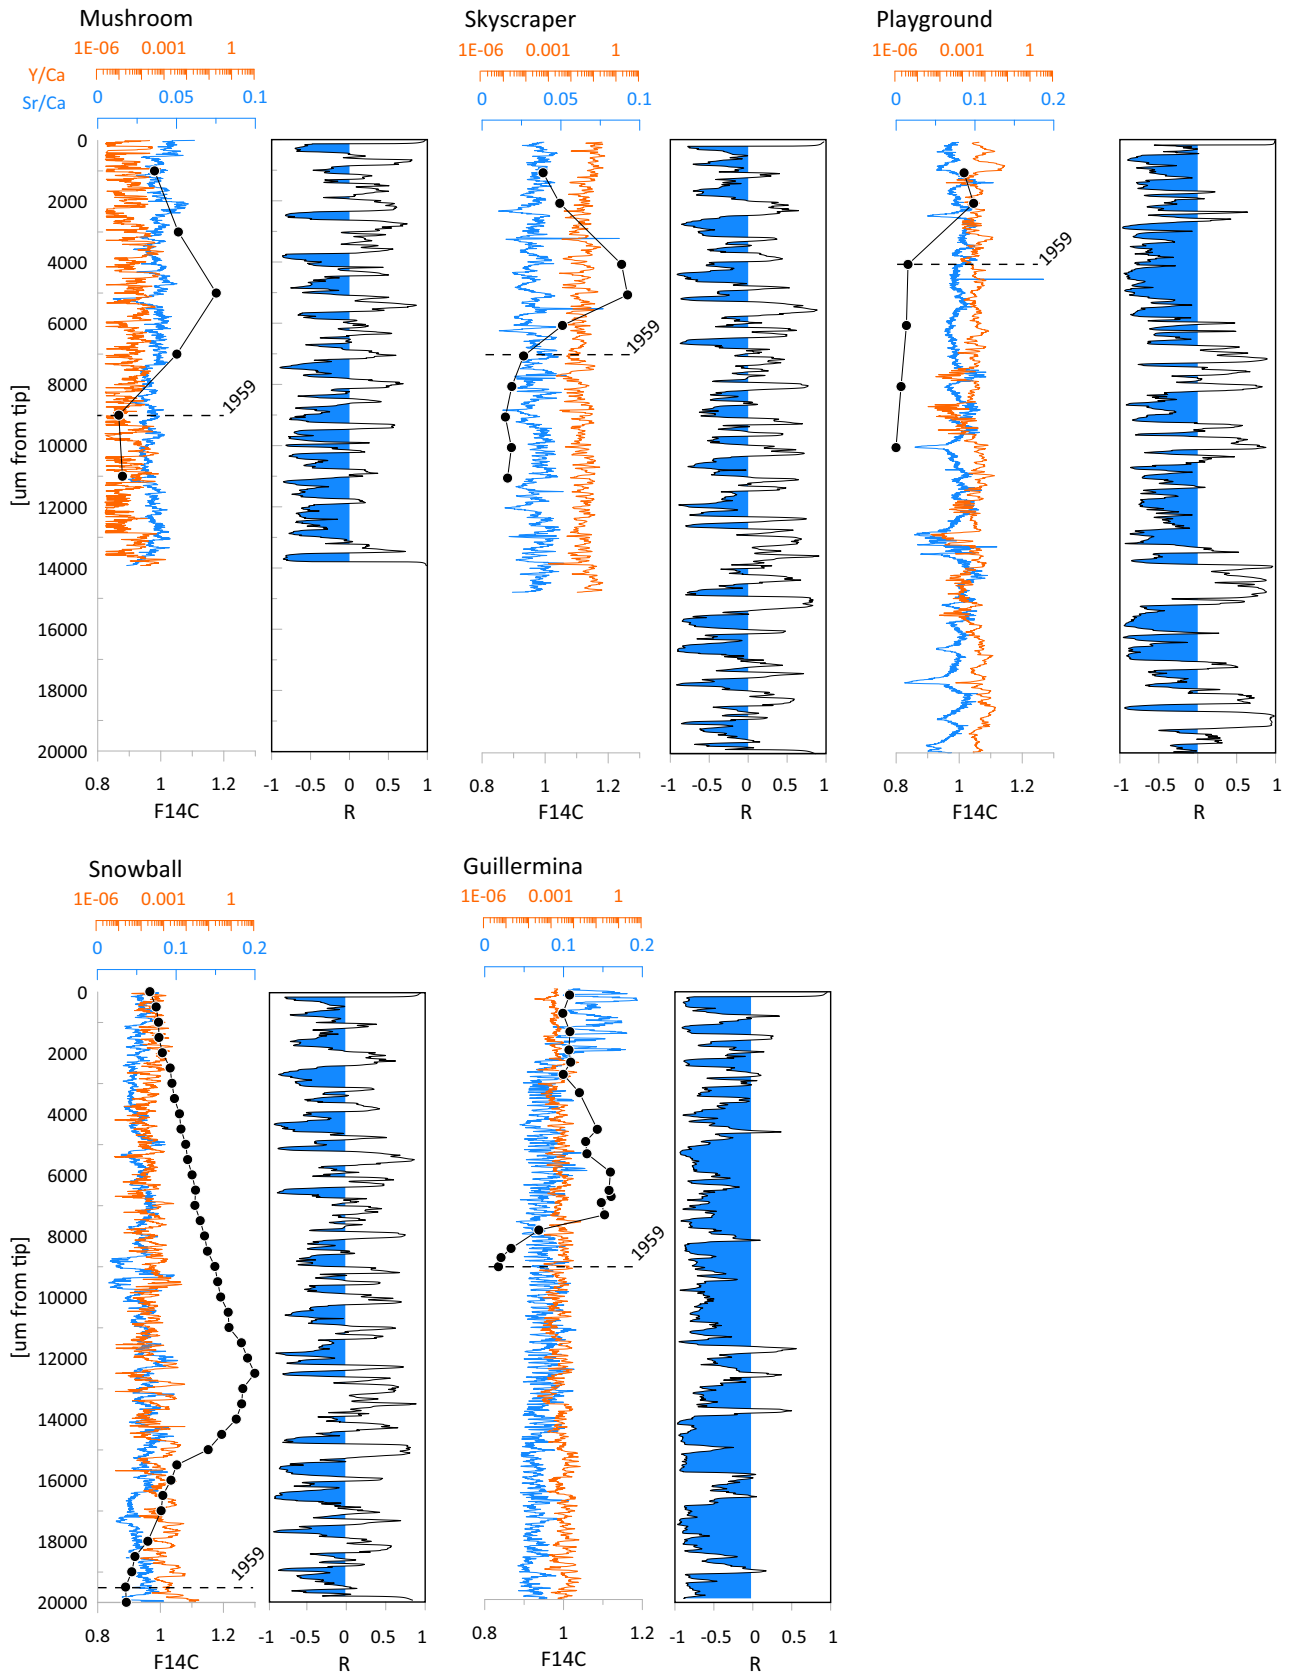 Mushroom Skyscraper Playground
1E-06 0.001 1 1E-06 0.001 1 1E-06 0.001 1
Y/Ca
Sr/Ca
0 0.05 0.1 0 0.05 0.1 0 0.1 0.2
0
2000
4000
6000
8000
10000
12000
14000
16000
18000
20000
[um from tip]
1959 1959 1959
0.8 1 1.2 -1 -0.5 0 0.5 1 0.8 1 1.2 -1 -0.5 0 0.5 1 0.8 1 1.2 -1 -0.5 0 0.5 1
F14C R F14C R F14C R
Snowball Guillermina
1E-06 0.001 1 1E-06 0.001 1
0 0.1 0.2 0 0.1 0.2
0
2000
4000
6000
8000
10000
12000
14000
16000
18000
20000
[um from tip]
1959 1959
0.8 1 1.2 -1 -0.5 0 0.5 1 0.8 1 1.2 -1 -0.5 0 0.5 1
F14C R F14C R